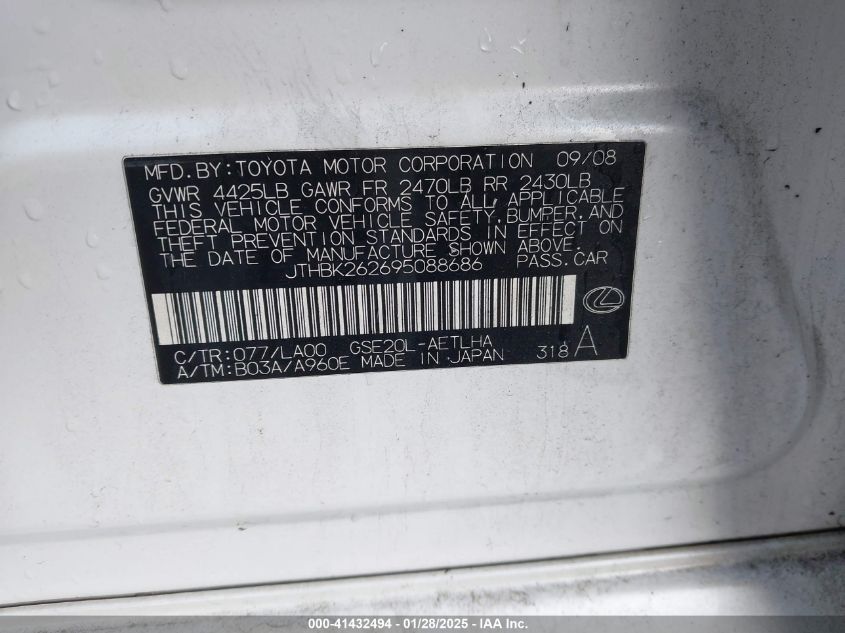 MFD.BY:TOYOTA MOTOR CORPORATION 09/08
GVWR 4425LB GAWR FR 2470LB RR 2430LB
THIS VEHICLE CONFORMS TO ALL APPLICABLE
FEDERAL MOTOR VEHICLE SAFETY,BUMPER,AND
THEFT PREVENTION STANDARDS IN EFFECT ON
THE DATE OF MANUFACTURE SHOWN ABOVE.
JTHBK262695088686 PASS.CAR
C/TR:077/LA00 GSE20L-AETLHA
A/TM:B03A/A960E MADE IN JAPAN 318 A
000-41432494 - 01/28/2025 - IAA Inc.